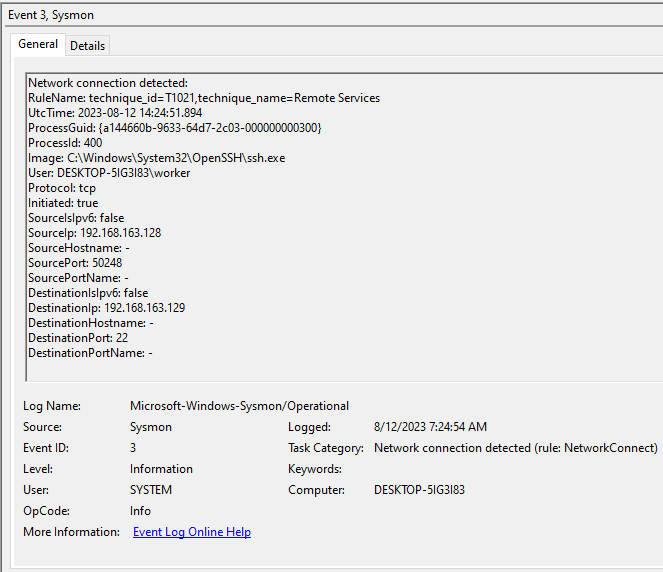 Event 3, Sysmon
General Details
Network connection detected:
RuleName: technique_id=T1021,technique_name=Remote Services
UtcTime: 2023-08-12 14:24:51.894
ProcessGuid: {a144660b-9633-64d7-2c03-000000000300}
ProcessId: 400
Image: C:\Windows\System32\OpenSSH\ssh.exe
User: DESKTOP-5IG3I83\worker
Protocol: tcp
Initiated: true
SourceIsIpv6: false
SourceIp: 192.168.163.128
SourceHostname: -
SourcePort: 50248
SourcePortName: -
DestinationIsIpv6: false
DestinationIp: 192.168.163.129
DestinationHostname: -
DestinationPort: 22
DestinationPortName: -
Log Name: Microsoft-Windows-Sysmon/Operational
Source: Sysmon Logged: 8/12/2023 7:24:54 AM
Event ID: 3 Task Category: Network connection detected (rule: NetworkConnect)
Level: Information Keywords:
User: SYSTEM Computer: DESKTOP-5IG3I83
OpCode: Info
More Information: Event Log Online Help